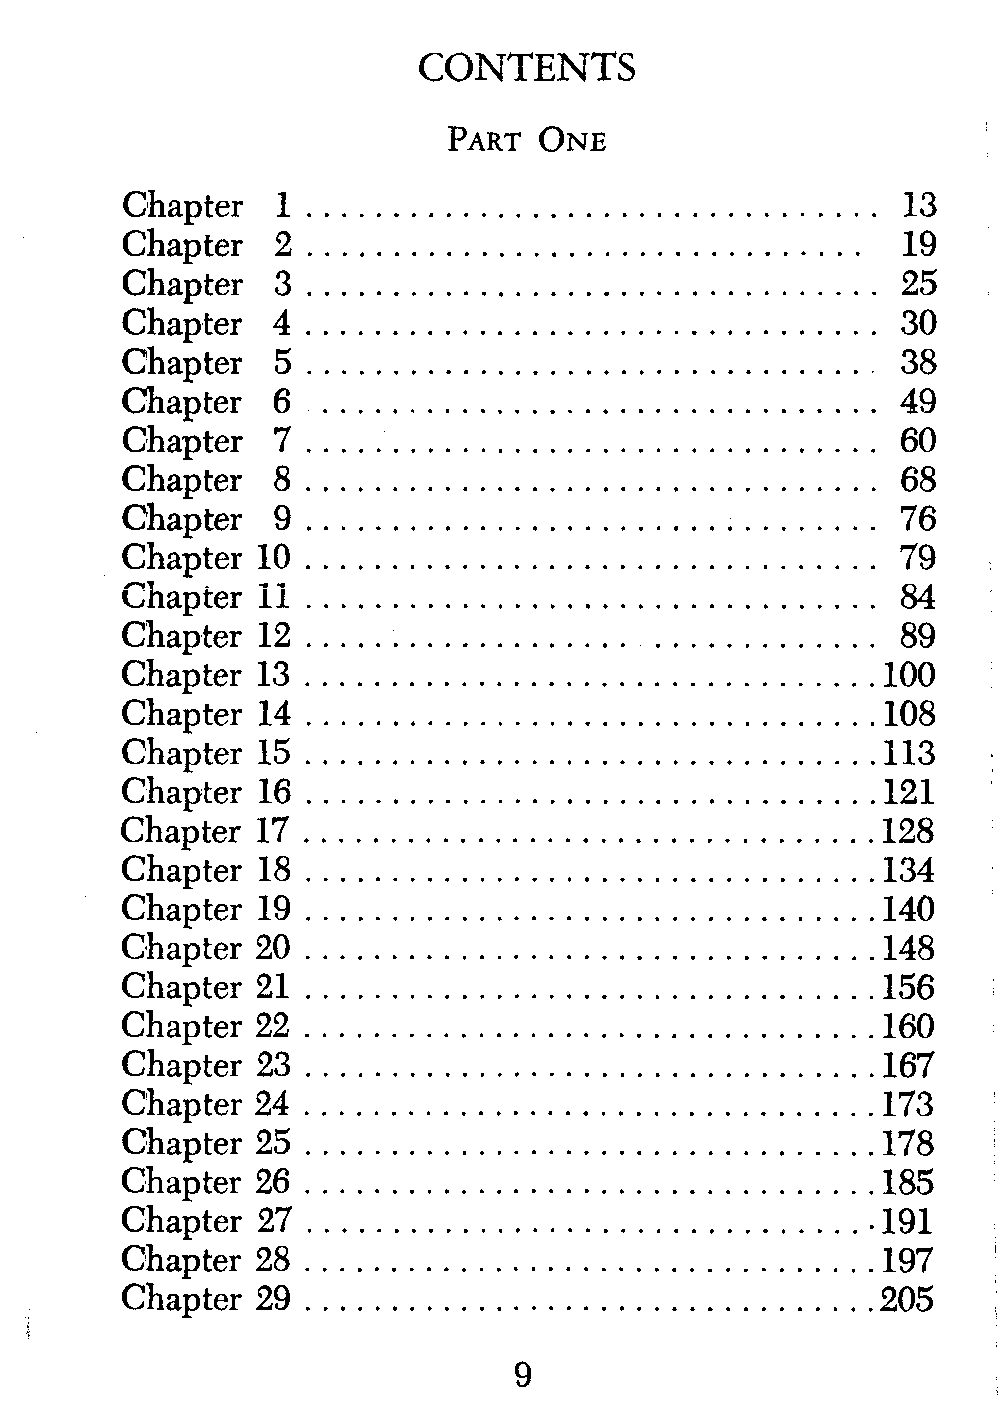 CONTENTS
PART ONE
Chapter 1 . . . . . . . . . . . . . . . . . . . . . . . . . . . . . . . . . 13
Chapter 2 . . . . . . . . . . . . . . . . . . . . . . . . . . . . . . . . 19
Chapter 3 . . . . . . . . . . . . . . . . . . . . . . . . . . . . . . . . . 25
Chapter 4 . . . . . . . . . . . . . . . . . . . . . . . . . . . . . . . . . 30
Chapter 5 . . . . . . . . . . . . . . . . . . . . . . . . . . . . . . . . . 38
Chapter 6 . . . . . . . . . . . . . . . . . . . . . . . . . . . . . . . . . 49
Chapter 7 . . . . . . . . . . . . . . . . . . . . . . . . . . . . . . . . . 60
Chapter 8 . . . . . . . . . . . . . . . . . . . . . . . . . . . . . . . . . 68
Chapter 9 . . . . . . . . . . . . . . . . . . . . . . . . . . . . . . . . . 76
Chapter 10 . . . . . . . . . . . . . . . . . . . . . . . . . . . . . . . . . 79
Chapter 11 . . . . . . . . . . . . . . . . . . . . . . . . . . . . . . . . . 84
Chapter 12 . . . . . . . . . . . . . . . . . . . . . . . . . . . . . . . . . 89
Chapter 13 . . . . . . . . . . . . . . . . . . . . . . . . . . . . . . . . . 100
Chapter 14 . . . . . . . . . . . . . . . . . . . . . . . . . . . . . . . . . 108
Chapter 15 . . . . . . . . . . . . . . . . . . . . . . . . . . . . . . . . . 113
Chapter 16 . . . . . . . . . . . . . . . . . . . . . . . . . . . . . . . . . 121
Chapter 17 . . . . . . . . . . . . . . . . . . . . . . . . . . . . . . . . . 128
Chapter 18 . . . . . . . . . . . . . . . . . . . . . . . . . . . . . . . . . 134
Chapter 19 . . . . . . . . . . . . . . . . . . . . . . . . . . . . . . . . . 140
Chapter 20 . . . . . . . . . . . . . . . . . . . . . . . . . . . . . . . . . 148
Chapter 21 . . . . . . . . . . . . . . . . . . . . . . . . . . . . . . . . . 156
Chapter 22 . . . . . . . . . . . . . . . . . . . . . . . . . . . . . . . . . 160
Chapter 23 . . . . . . . . . . . . . . . . . . . . . . . . . . . . . . . . . 167
Chapter 24 . . . . . . . . . . . . . . . . . . . . . . . . . . . . . . . . . 173
Chapter 25 . . . . . . . . . . . . . . . . . . . . . . . . . . . . . . . . . 178
Chapter 26 . . . . . . . . . . . . . . . . . . . . . . . . . . . . . . . . . 185
Chapter 27 . . . . . . . . . . . . . . . . . . . . . . . . . . . . . . . . . 191
Chapter 28 . . . . . . . . . . . . . . . . . . . . . . . . . . . . . . . . . 197
Chapter 29 . . . . . . . . . . . . . . . . . . . . . . . . . . . . . . . . . 205
9